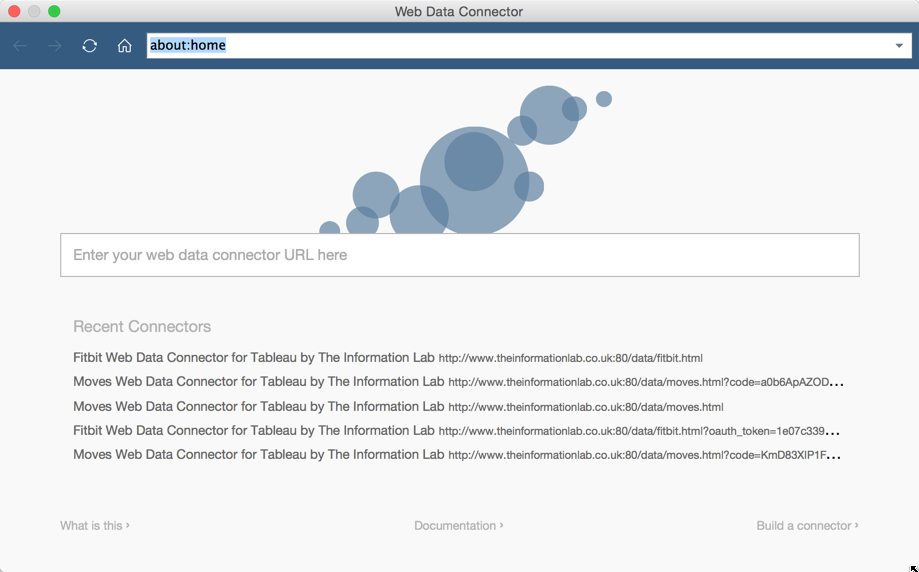 Web Data Connector
about:home
Enter your web data connector URL here
Recent Connectors
Fitbit Web Data Connector for Tableau by The Information Lab http://www.theinformationlab.co.uk:80/data/fitbit.html
Moves Web Data Connector for Tableau by The Information Lab http://www.theinformationlab.co.uk:80/data/moves.html?code=a0b6ApAZOD...
Moves Web Data Connector for Tableau by The Information Lab http://www.theinformationlab.co.uk:80/data/moves.html
Fitbit Web Data Connector for Tableau by The Information Lab http://www.theinformationlab.co.uk:80/data/fitbit.html?oauth_token=1e07c339...
Moves Web Data Connector for Tableau by The Information Lab http://www.theinformationlab.co.uk:80/data/moves.html?code=KmD83XIP1F...
What is this › Documentation › Build a connector ›